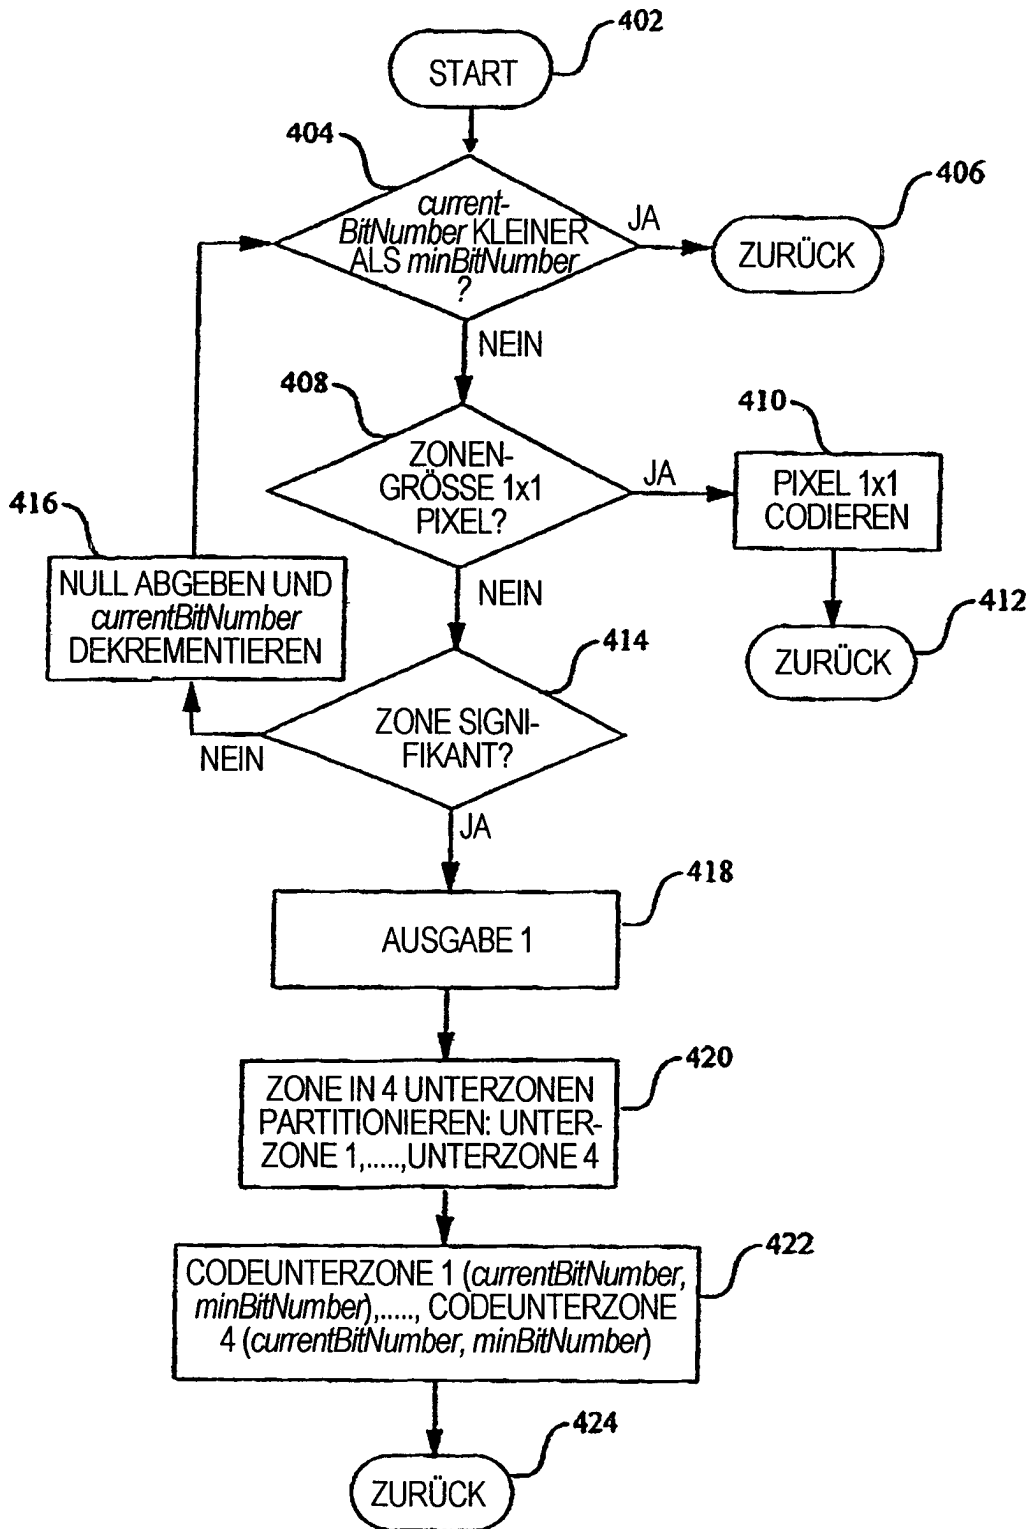 402
START
404
current-
BitNumber KLEINER
ALS minBitNumber
?
JA
406
ZURÜCK
NEIN
408
ZONEN-
GRÖSSE 1x1
PIXEL?
JA
410
PIXEL 1x1
CODIEREN
412
ZURÜCK
NEIN
416
NULL ABGEBEN UND
currentBitNumber
DEKREMENTIEREN
414
ZONE SIGNI-
FIKANT?
NEIN
JA
418
AUSGABE 1
420
ZONE IN 4 UNTERZONEN
PARTITIONIEREN: UNTER-
ZONE 1,.....,UNTERZONE 4
422
CODEUNTERZONE 1 (currentBitNumber,
minBitNumber),....., CODEUNTERZONE
4 (currentBitNumber, minBitNumber)
424
ZURÜCK